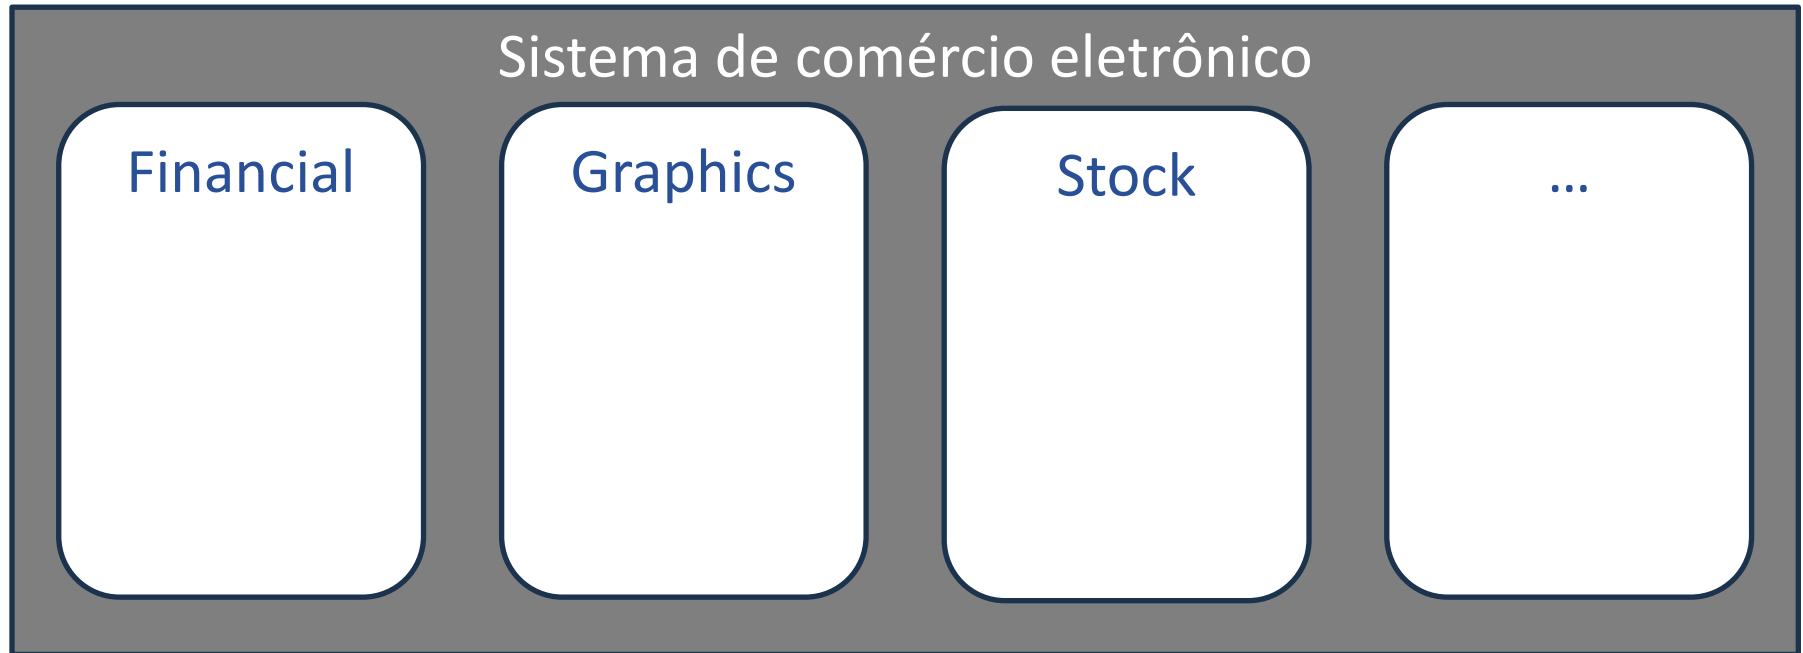 Sistema de comércio eletrônico
Financial
Graphics
Stock
...